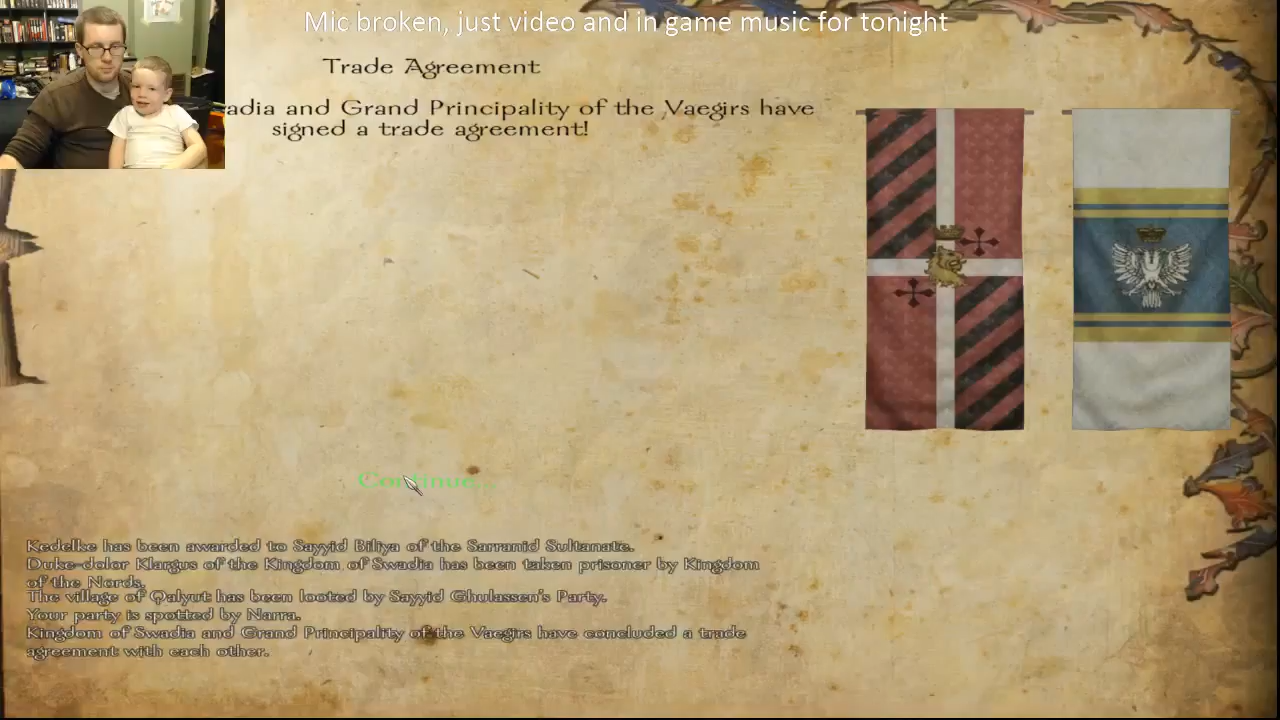 Mic broken, just video and in game music for tonight
Trade Agreement
adia and Grand Principality of the Vaegirs have
signed a trade agreement!
Continue...
Kedelke has been awarded to Sayyid Biliya of the Sarranid Sultanate.
Duke-dolor Klargus of the Kingdom of Swadia has been taken prisoner by Kingdom
of the Nords.
The village of Qalyut has been looted by Sayyid Ghulassen's Party.
Your party is spotted by Narra.
Kingdom of Swadia and Grand Principality of the Vaegirs have concluded a trade
agreement with each other.